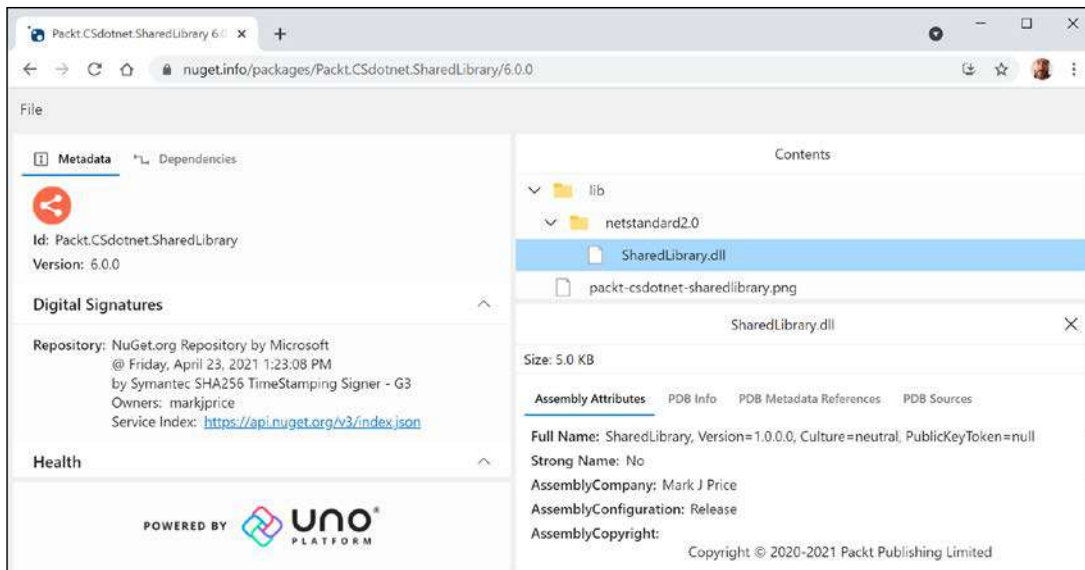 Packt.CSdotnet.SharedLibrary 6.0
nuget.info/packages/Packt.CSdotnet.SharedLibrary/6.0.0
File
Metadata
Dependencies
Id: Packt.CSdotnet.SharedLibrary
Version: 6.0.0
Digital Signatures
Repository: NuGet.org Repository by Microsoft
@ Friday, April 23, 2021 1:23:08 PM
by Symantec SHA256 TimeStamping Signer - G3
Owners: markjprice
Service Index: https://api.nuget.org/v3/index.json
Health
POWERED BY UNO PLATFORM
Contents
lib
netstandard2.0
SharedLibrary.dll
packt-csdotnet-sharedlibrary.png
SharedLibrary.dll
Size: 5.0 KB
Assembly Attributes PDB Info PDB Metadata References PDB Sources
Full Name: SharedLibrary, Version=1.0.0.0, Culture=neutral, PublicKeyToken=null
Strong Name: No
AssemblyCompany: Mark J Price
AssemblyConfiguration: Release
AssemblyCopyright:
Copyright © 2020-2021 Packt Publishing Limited